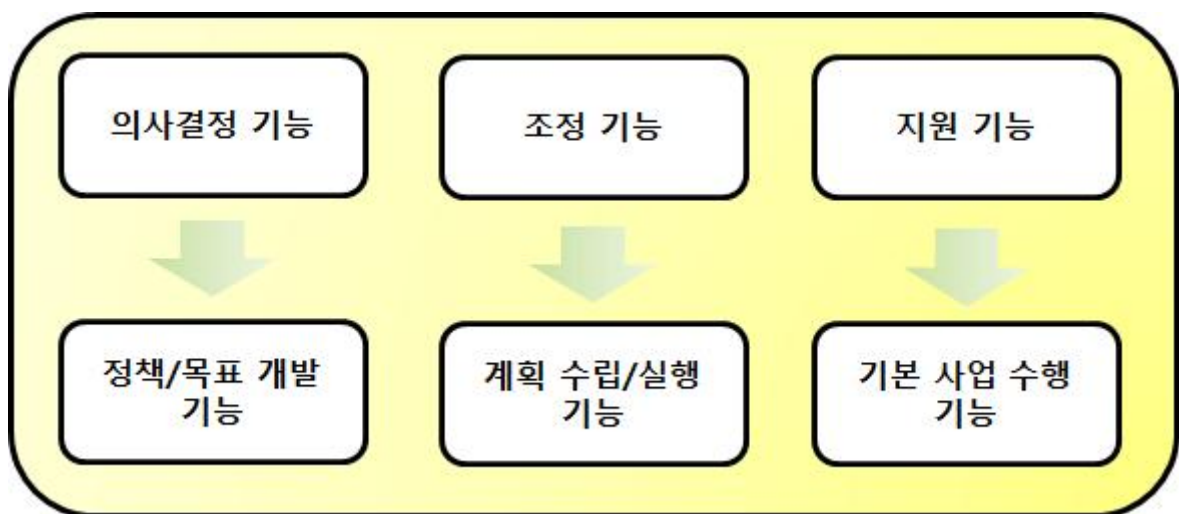 의사결정 기능
조정 기능
지원 기능
정책/목표 개발
기능
계획 수립/실행
기능
기본 사업 수행
기능